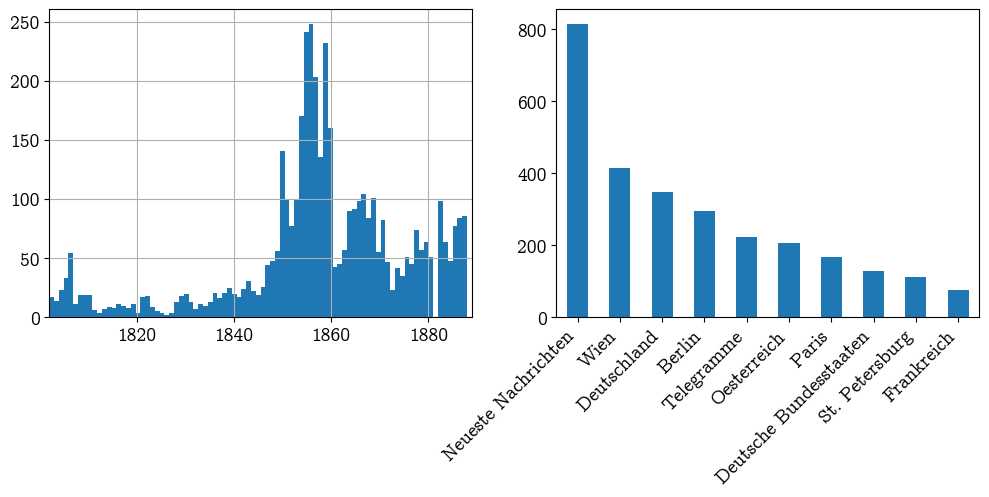 250
200
150
100
50
0
1820 1840 1860 1880
800
600
400
200
0
Neueste Nachrichten
Wien
Deutschland
Berlin
Telegramme
Oesterreich
Paris
Deutsche Bundesstaaten
St. Petersburg
Frankreich